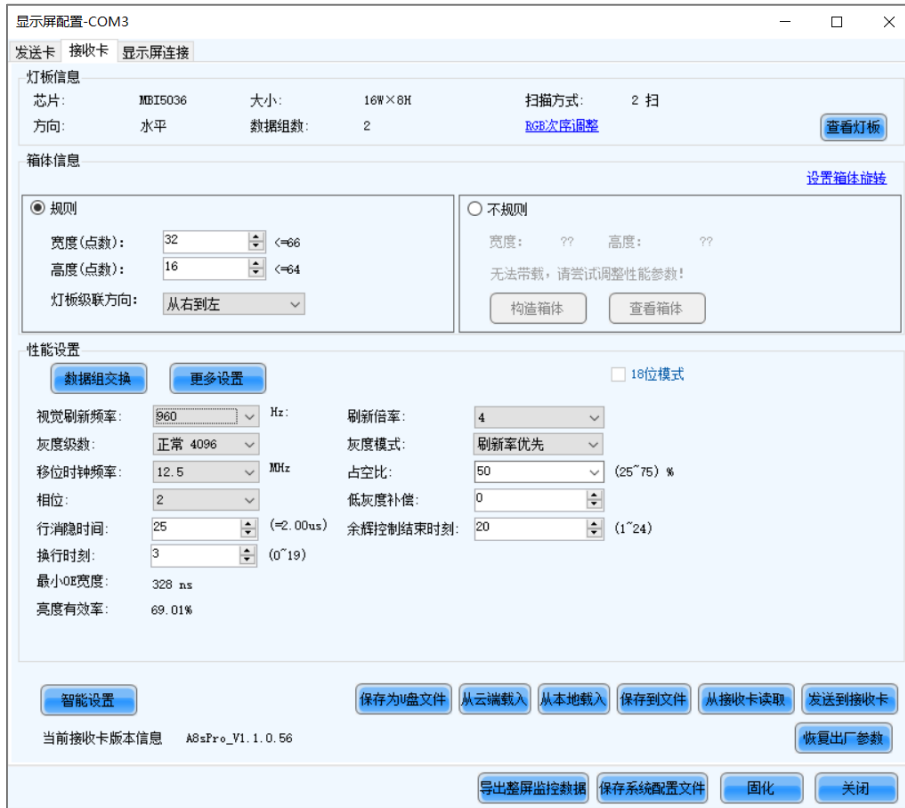 显示屏配置-COM3
发送卡 接收卡 显示屏连接
灯板信息
芯片: MBI5036 大小: 16W×8H 扫描方式: 2 扫
方向: 水平 数据组数: 2 RGB次序调整 查看灯板
箱体信息
设置箱体旋转
规则 不规则
宽度(点数): 32 <=66 宽度: ?? 高度: ??
高度(点数): 16 <=64 无法带载,请尝试调整性能参数!
灯板级联方向: 从右到左 构造箱体 查看箱体
性能设置
数据组交换 更多设置 18位模式
视觉刷新频率: 960 Hz: 刷新倍率: 4
灰度级数: 正常 4096 灰度模式: 刷新率优先
移位时钟频率: 12.5 MHz 占空比: 50 (25~75) %
相位: 2 低灰度补偿: 0
行消隐时间: 25 (=2.00us) 余辉控制结束时刻: 20 (1~24)
换行时刻: 3 (0~19)
最小OE宽度: 328 ns
亮度有效率: 69.01%
智能设置 保存为U盘文件 从云端载入 从本地载入 保存到文件 从接收卡读取 发送到接收卡
当前接收卡版本信息 A8sPro_V1.1.0.56 恢复出厂参数
导出整屏监控数据 保存系统配置文件 固化 关闭